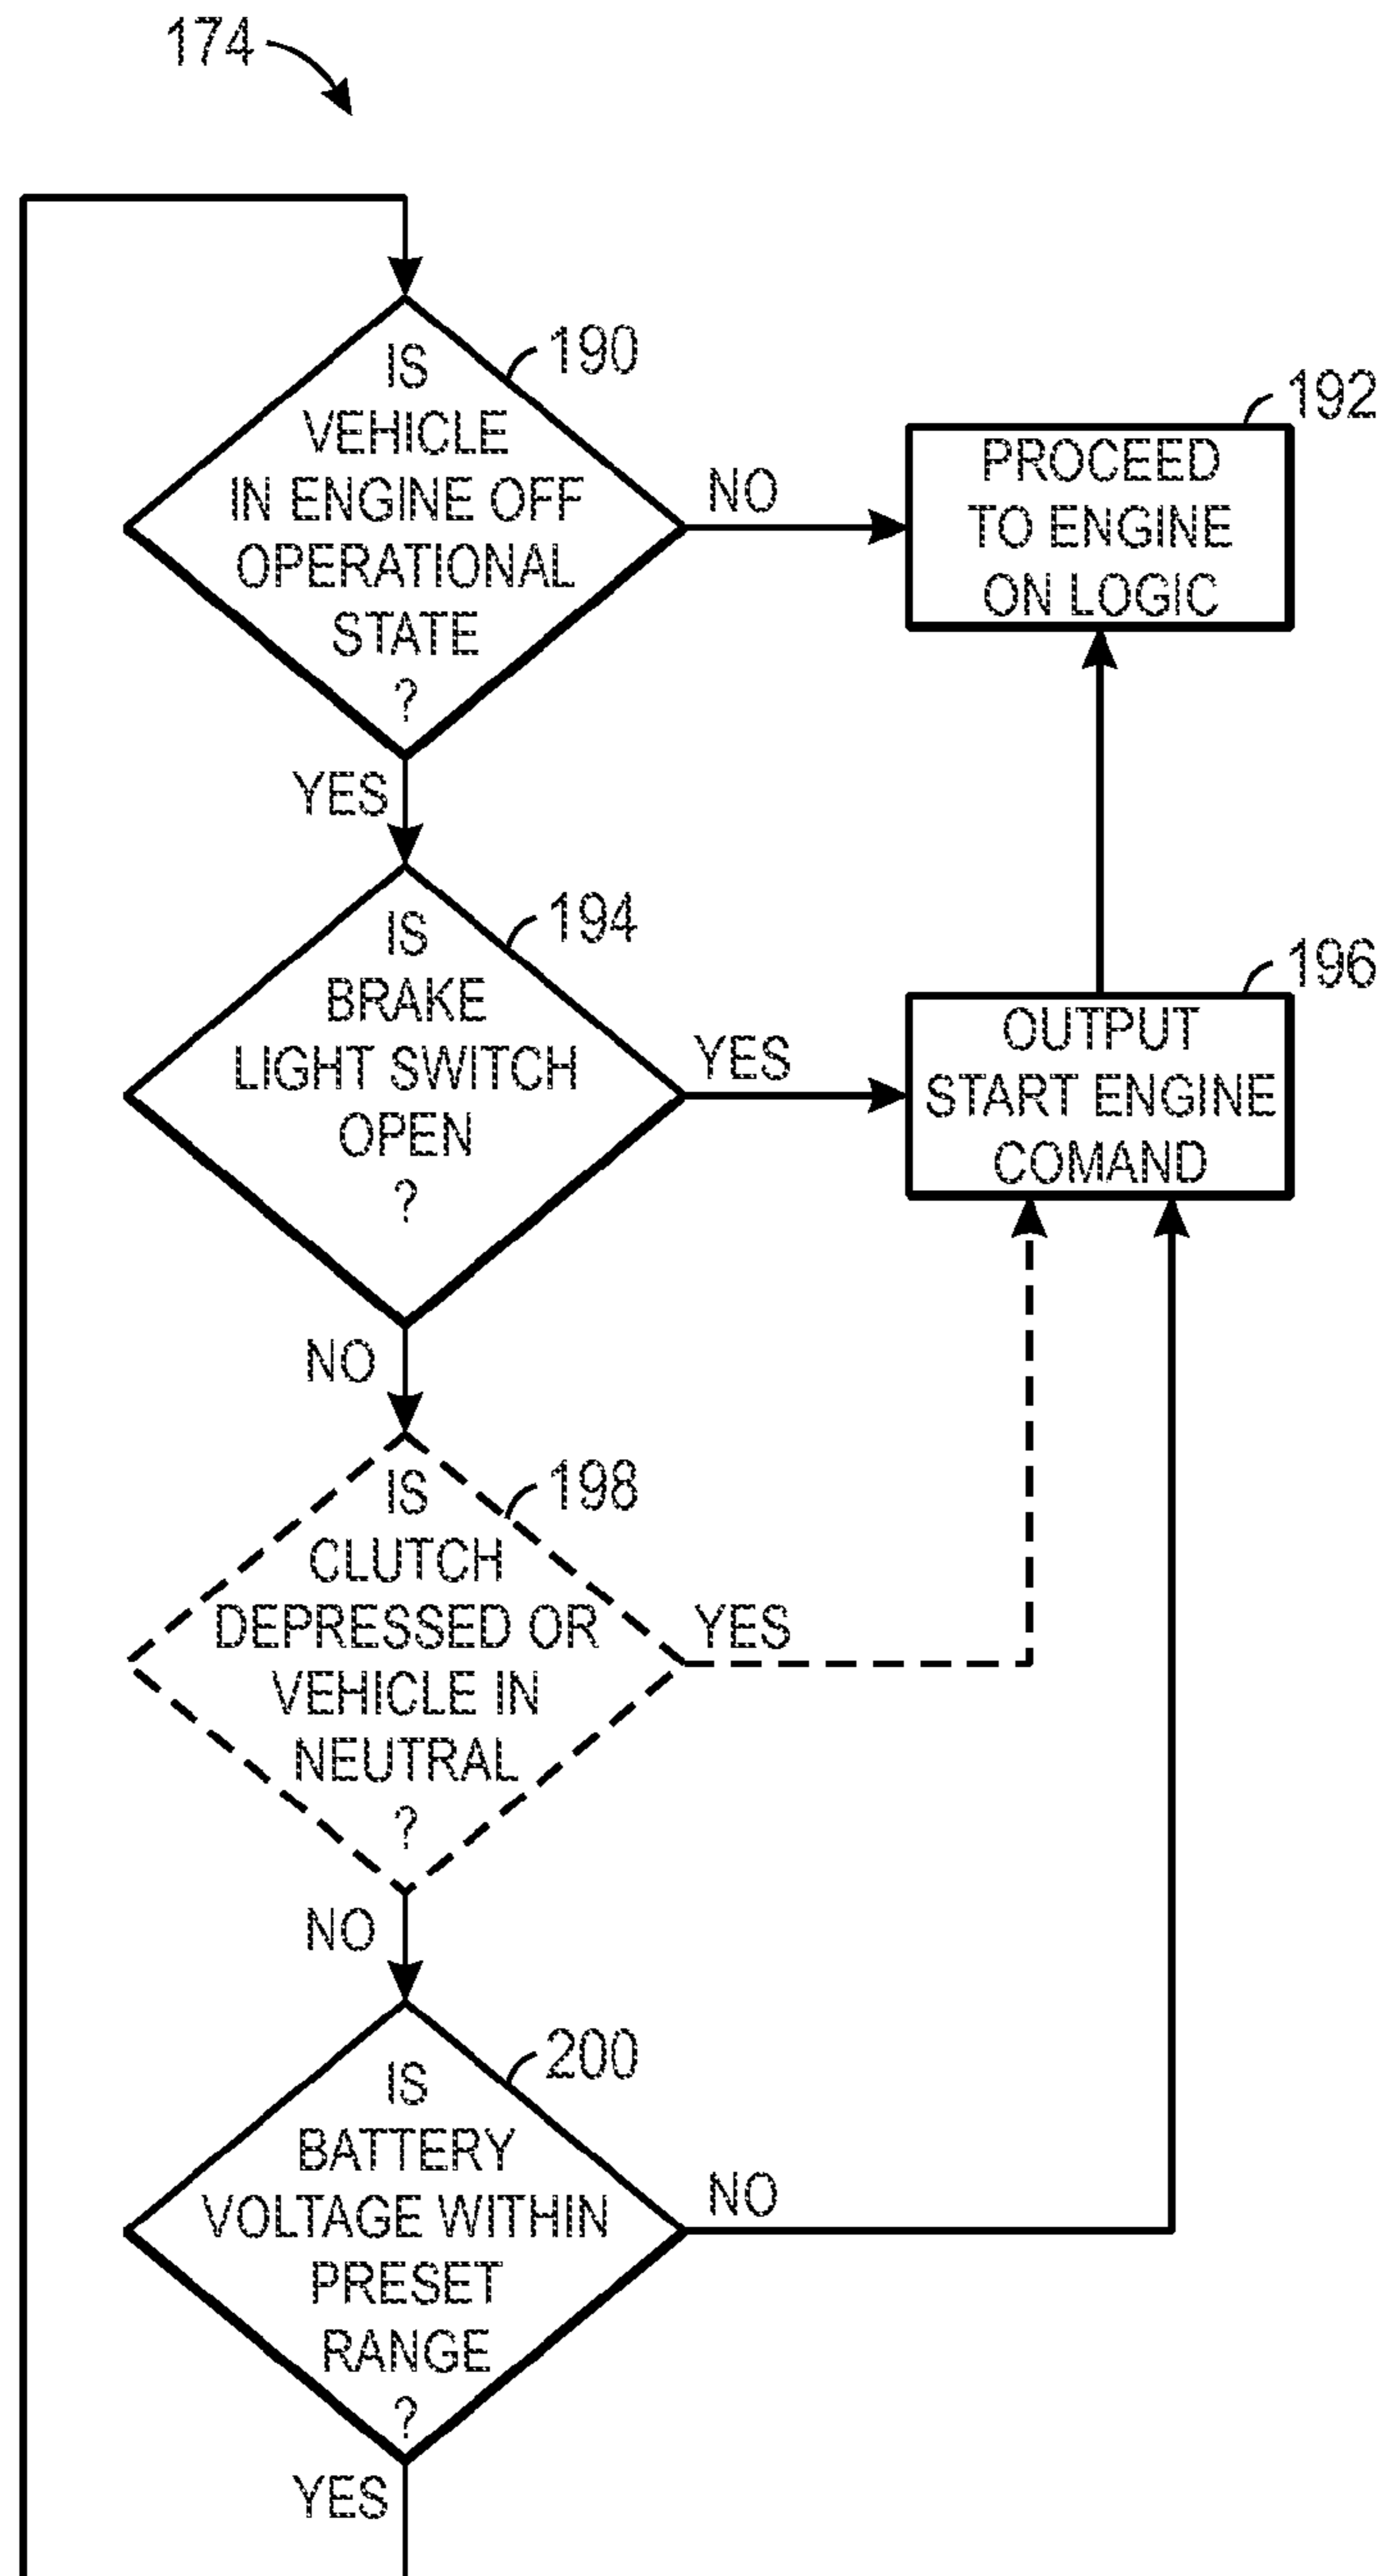 174
IS
VEHICLE
IN ENGINE OFF
OPERATIONAL
STATE
?
190
NO
192
PROCEED
TO ENGINE
ON LOGIC
YES
IS
BRAKE
LIGHT SWITCH
OPEN
?
194
YES
196
OUTPUT
START ENGINE
COMAND
NO
IS
CLUTCH
DEPRESSED OR
VEHICLE IN
NEUTRAL
?
198
YES
NO
IS
BATTERY
VOLTAGE WITHIN
PRESET
RANGE
?
200
NO
YES